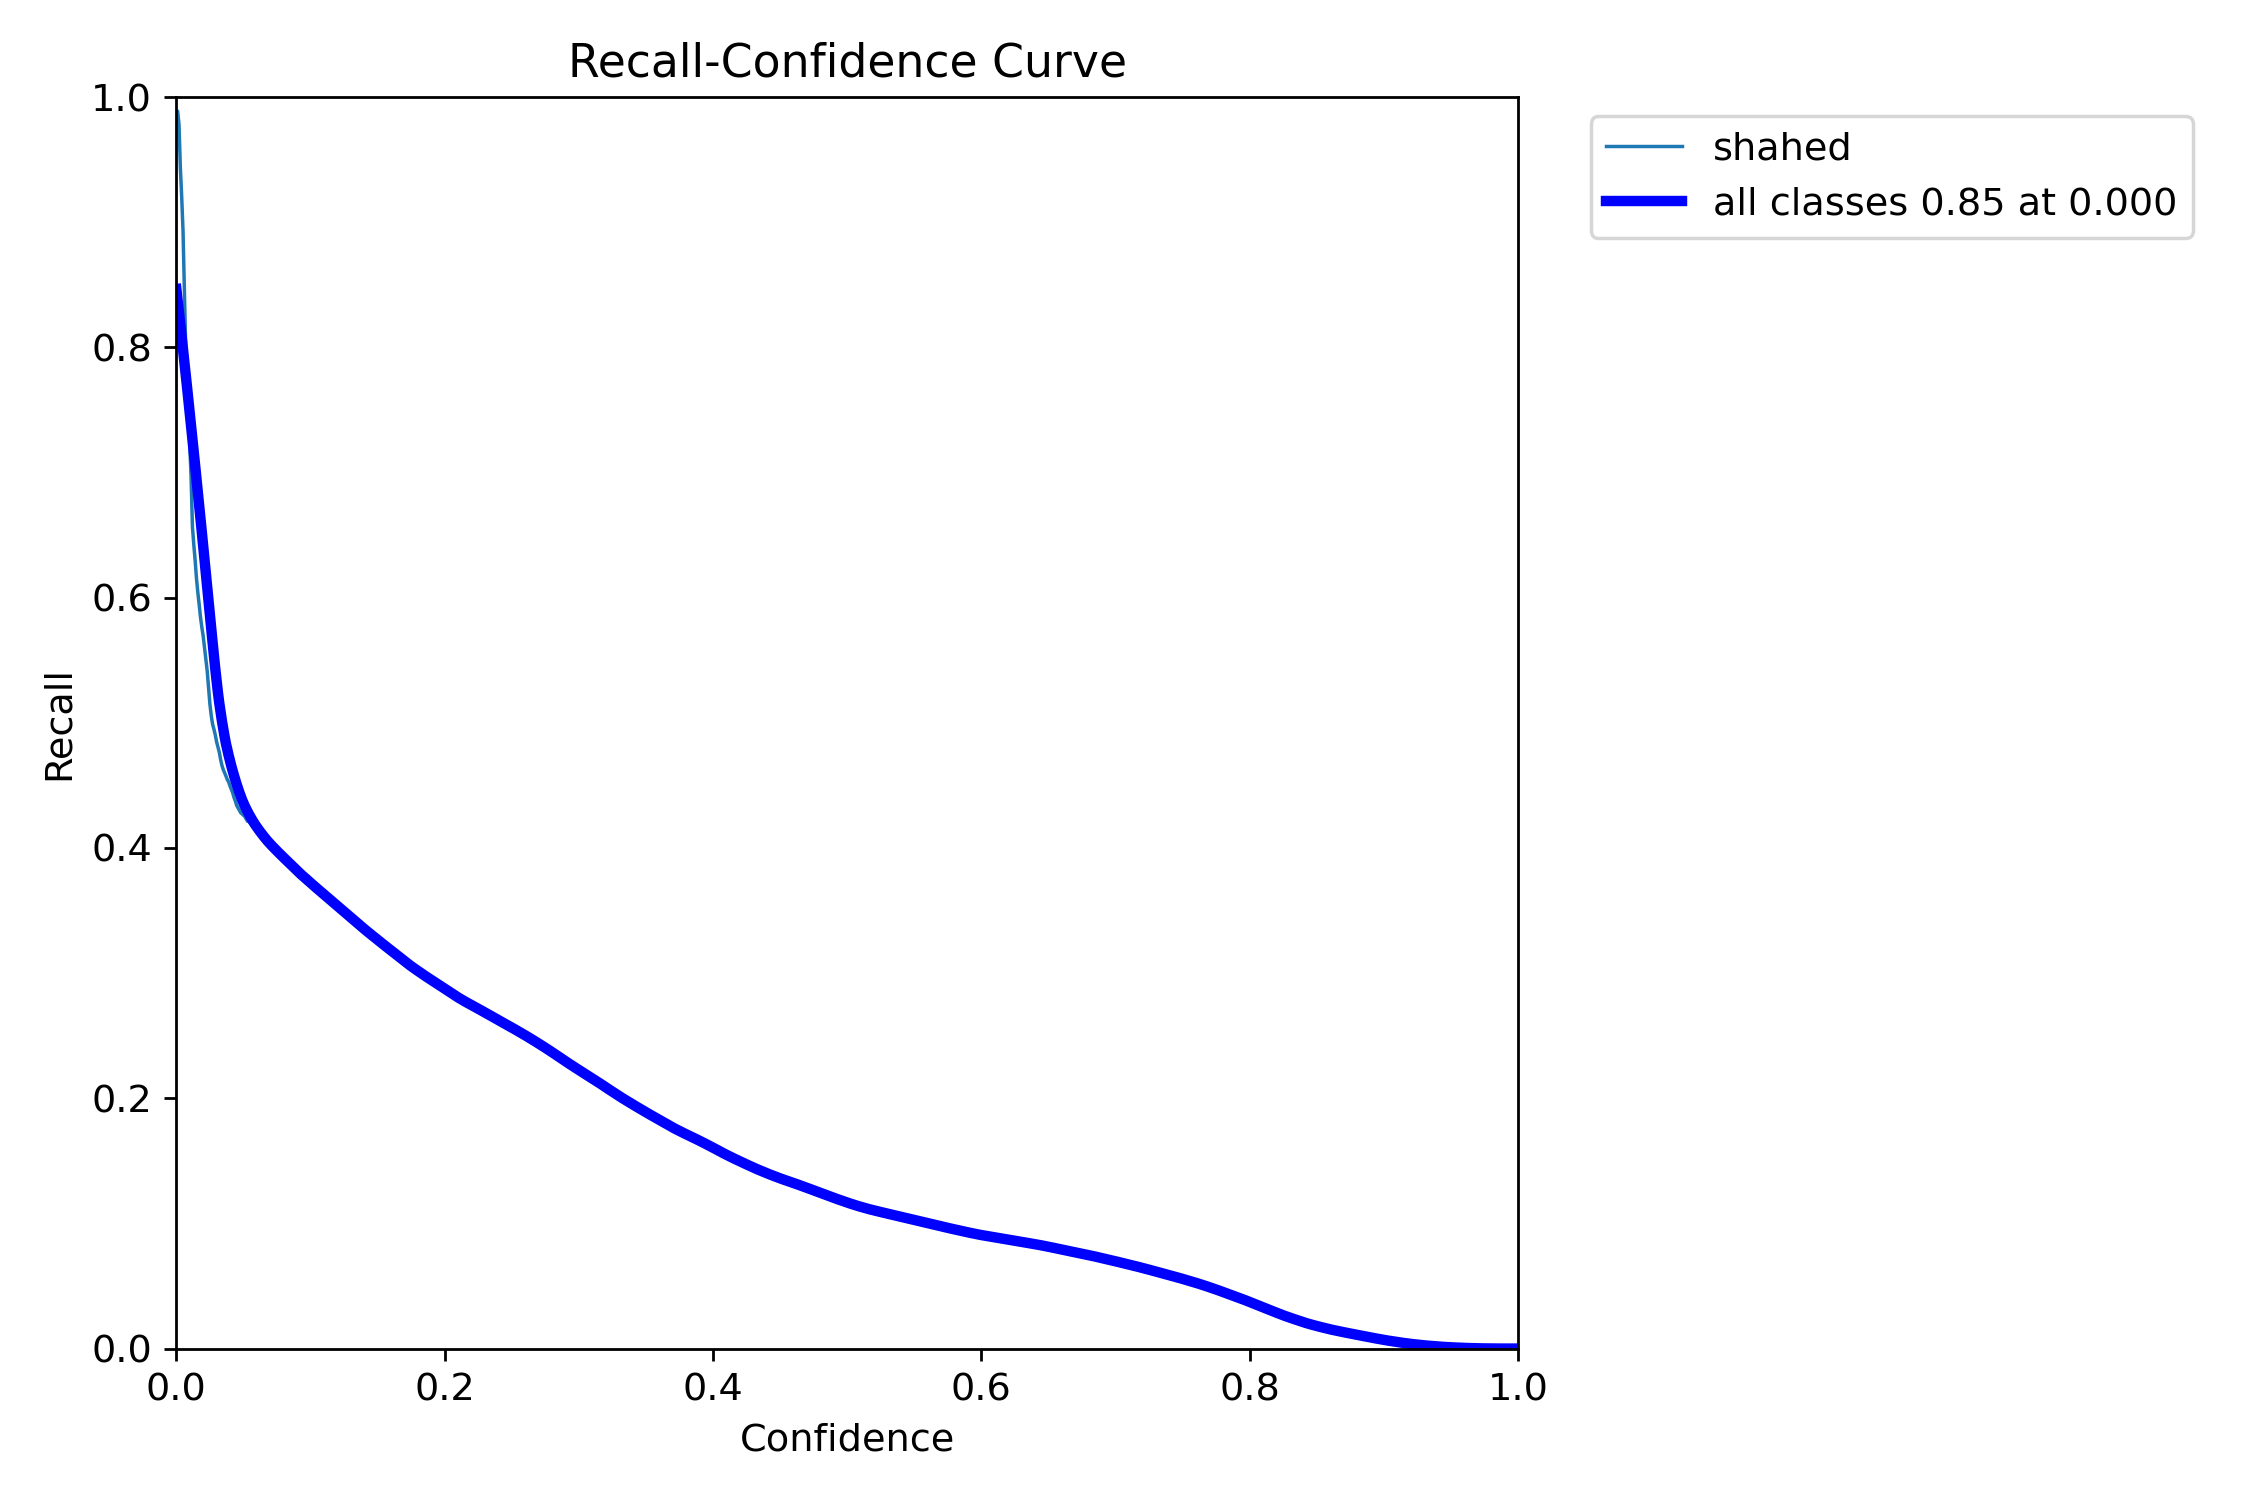 Recall-Confidence Curve
1.0
0.8
0.6
0.4
0.2
0.0
Recall
0.0 0.2 0.4 0.6 0.8 1.0
Confidence
shahed
all classes 0.85 at 0.000